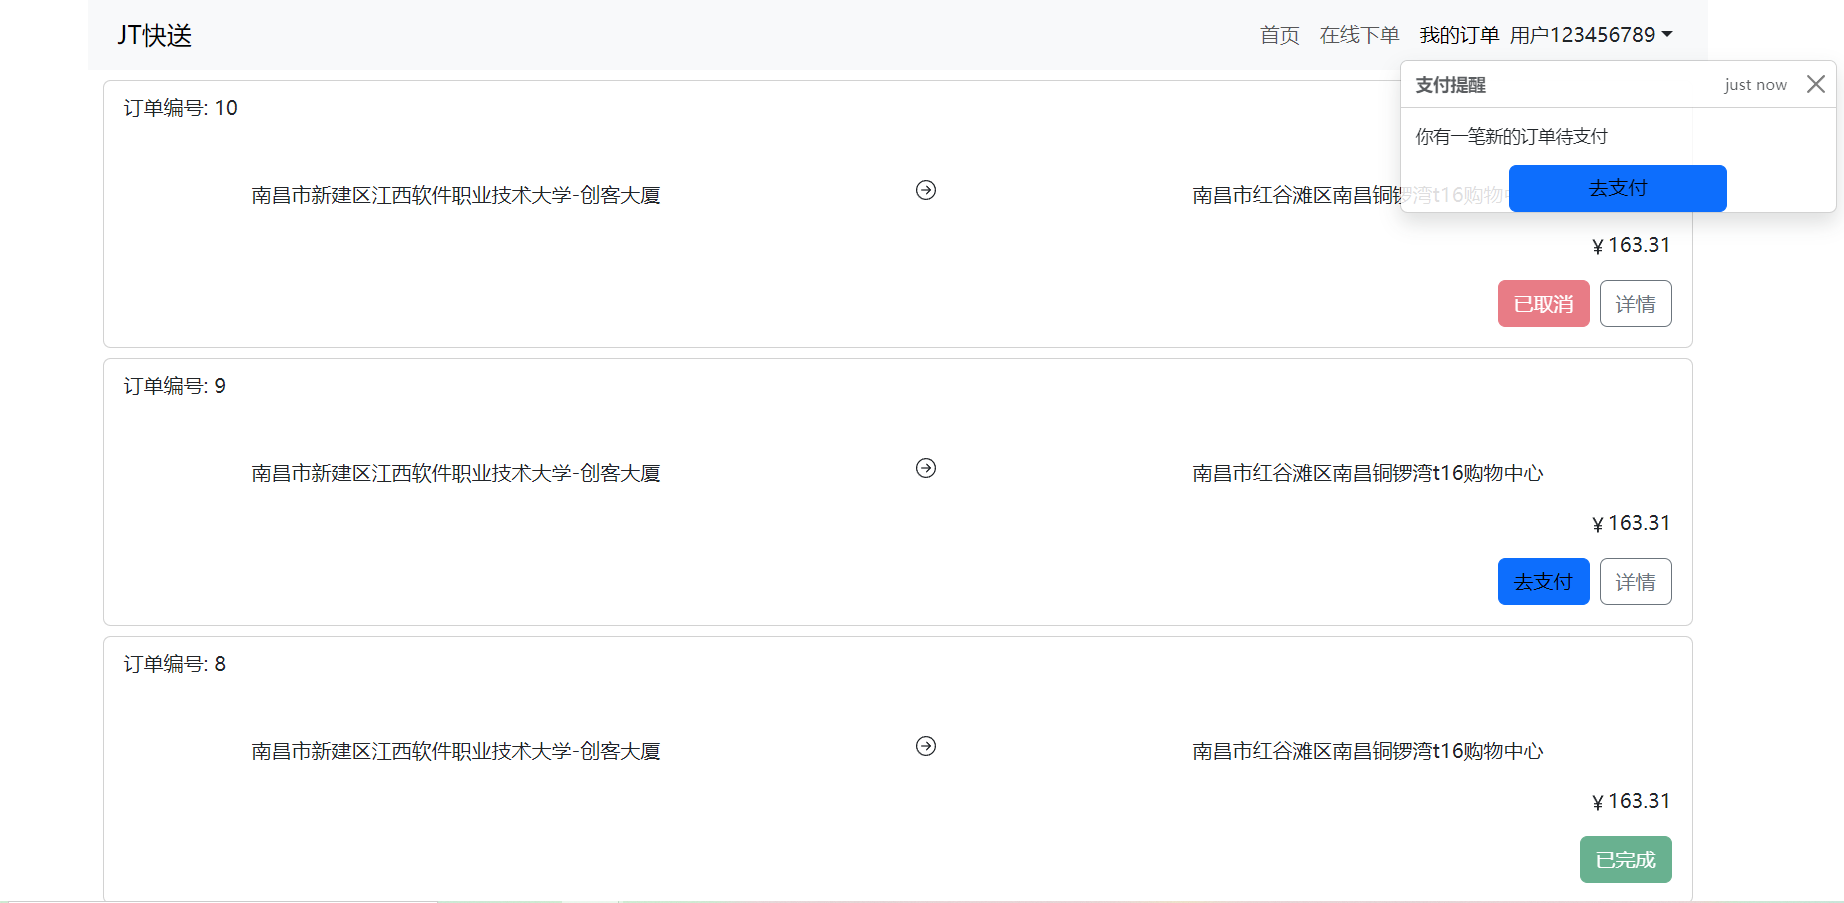 JT快送
首页 在线下单 我的订单 用户123456789
支付提醒 just now
你有一笔新的订单待支付
去支付
订单编号: 10
南昌市新建区江西软件职业技术大学-创客大厦
南昌市红谷滩区南昌铜锣湾t16购物中
¥ 163.31
已取消 详情
订单编号: 9
南昌市新建区江西软件职业技术大学-创客大厦
南昌市红谷滩区南昌铜锣湾t16购物中心
¥ 163.31
去支付 详情
订单编号: 8
南昌市新建区江西软件职业技术大学-创客大厦
南昌市红谷滩区南昌铜锣湾t16购物中心
¥ 163.31
已完成